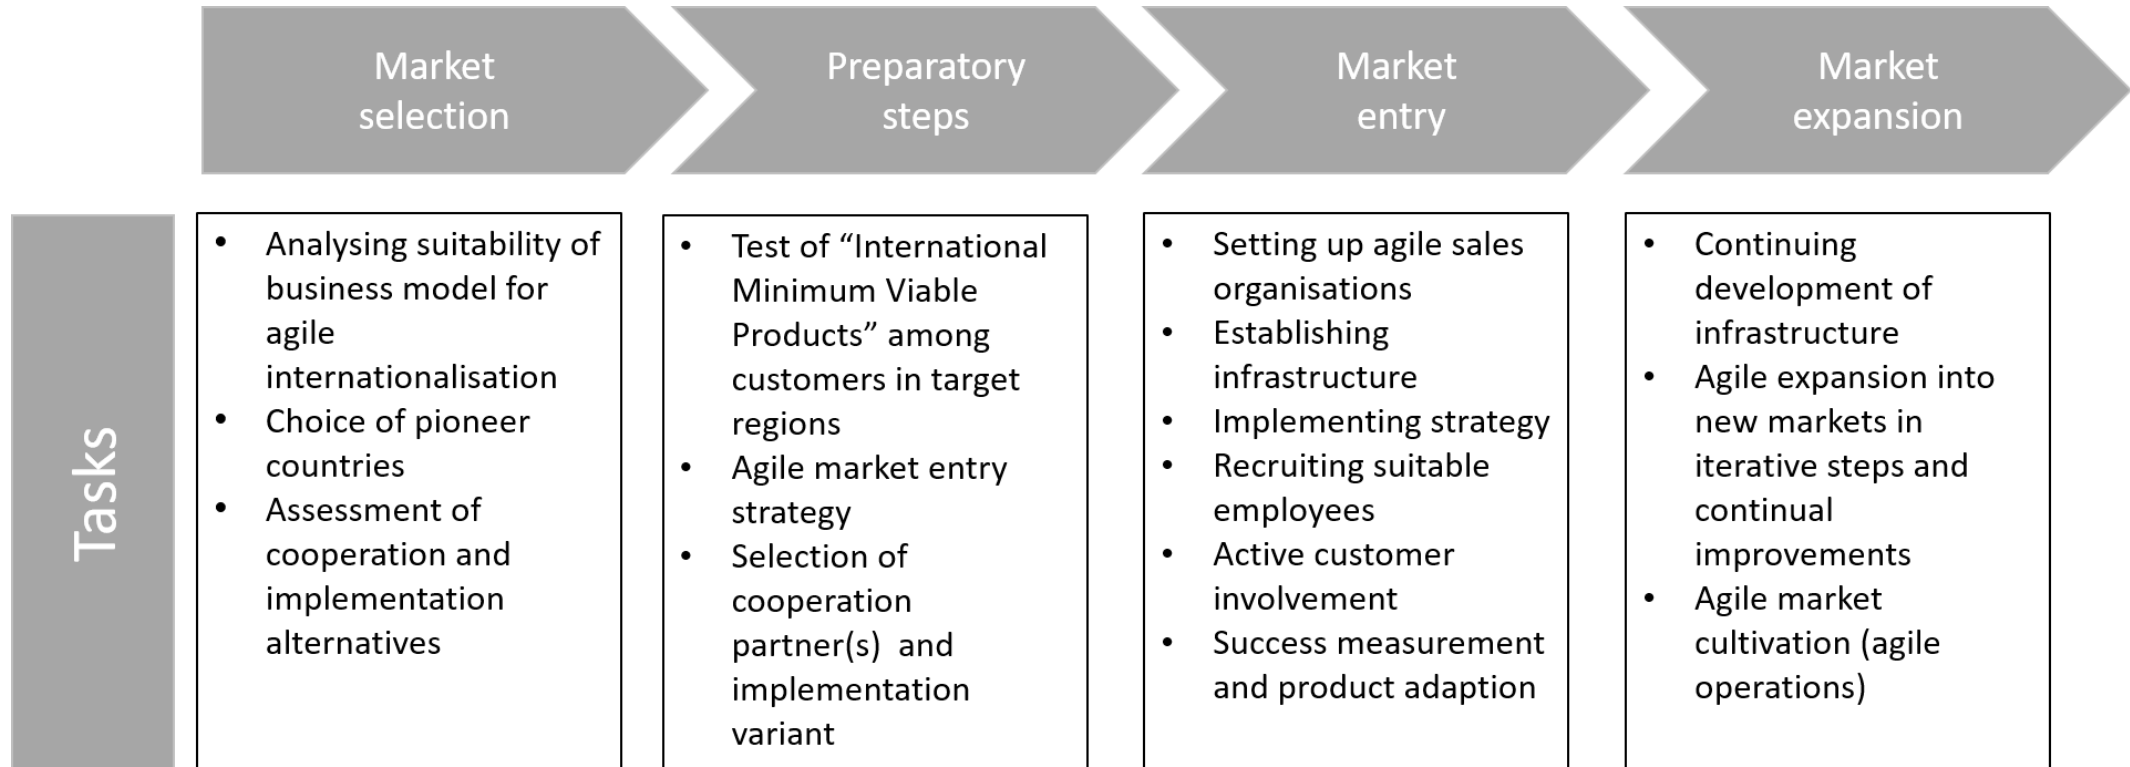 Market
selection
Preparatory
steps
Market
entry
Market
expansion
Tasks
• Analysing suitability of
business model for
agile
internationalisation
• Choice of pioneer
countries
• Assessment of
cooperation and
implementation
alternatives
• Test of “International
Minimum Viable
Products” among
customers in target
regions
• Agile market entry
strategy
• Selection of
cooperation
partner(s)  and
implementation
variant
• Setting up agile sales
organisations
• Establishing
infrastructure
• Implementing strategy
• Recruiting suitable
employees
• Active customer
involvement
• Success measurement
and product adaption
• Continuing
development of
infrastructure
• Agile expansion into
new markets in
iterative steps and
continual
improvements
• Agile market
cultivation (agile
operations)